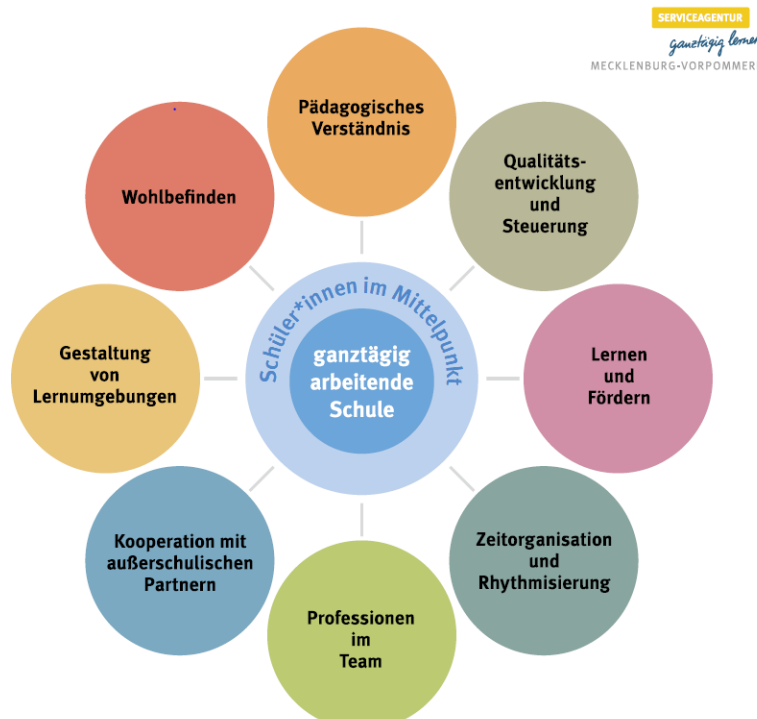 SERVICEAGENTUR
ganztägig lernen
MECKLENBURG-VORPOMMER
Pädagogisches
Verständnis
Qualitäts-
entwicklung
und
Steuerung
Lernen
und
Fördern
Zeitorganisation
und
Rhythmisierung
Professionen
im
Team
Kooperation mit
außerschulischen
Partnern
Gestaltung
von
Lernumgebungen
Wohlbefinden
Schüler*innen im Mittelpunkt
ganztägig
arbeitende
Schule